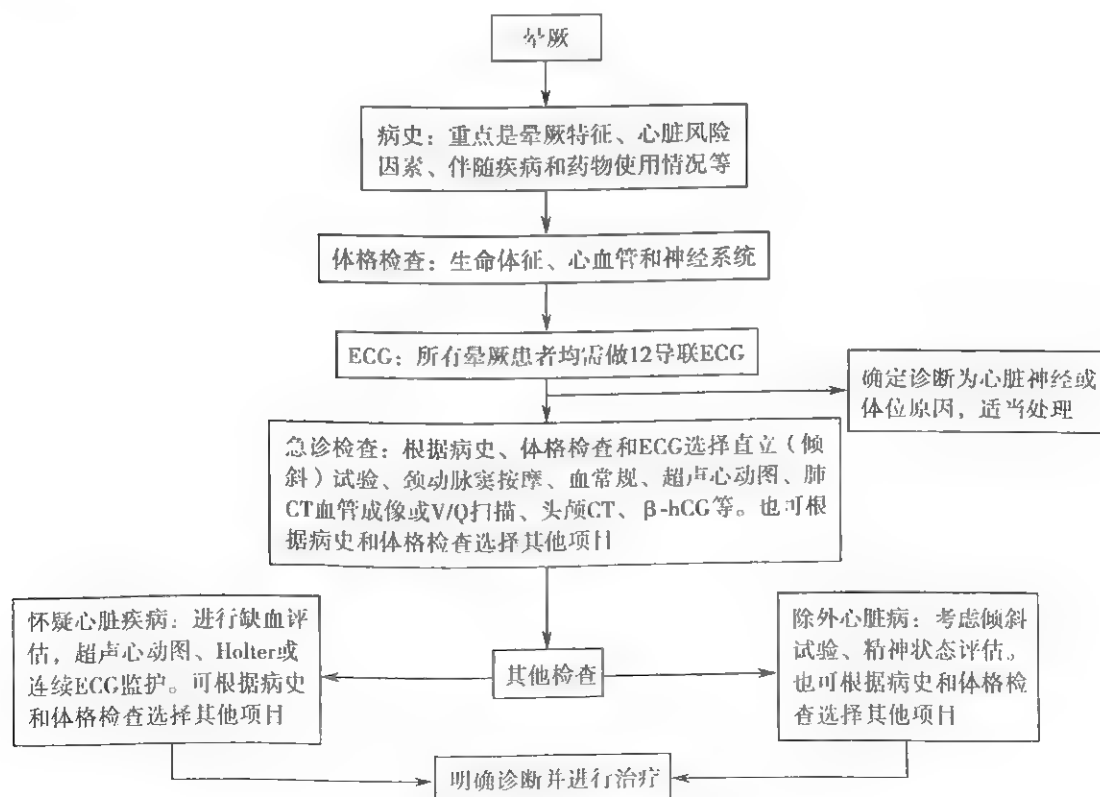 晕厥
病史：重点是晕厥特征、心脏风险
因素、伴随疾病和药物使用情况等
体格检查：生命体征、心血管和神经系统
ECG：所有晕厥患者均需做12导联ECG
确定诊断为心脏神经或
体位原因，适当处理
急诊检查：根据病史、体格检查和ECG选择直立（倾
斜）试验、颈动脉窦按摩、血常规、超声心动图、肺
CT血管成像或V/Q扫描、头颅CT、β-hCG等。也可根
据病史和体格检查选择其他项目
怀疑心脏疾病：进行缺血评
估，超声心动图、Holter或
连续ECG监护。可根据病史
和体格检查选择其他项目
其他检查
除外心脏病：考虑倾斜
试验、精神状态评估。
也可根据病史和体格检
查选择其他项目
明确诊断并进行治疗